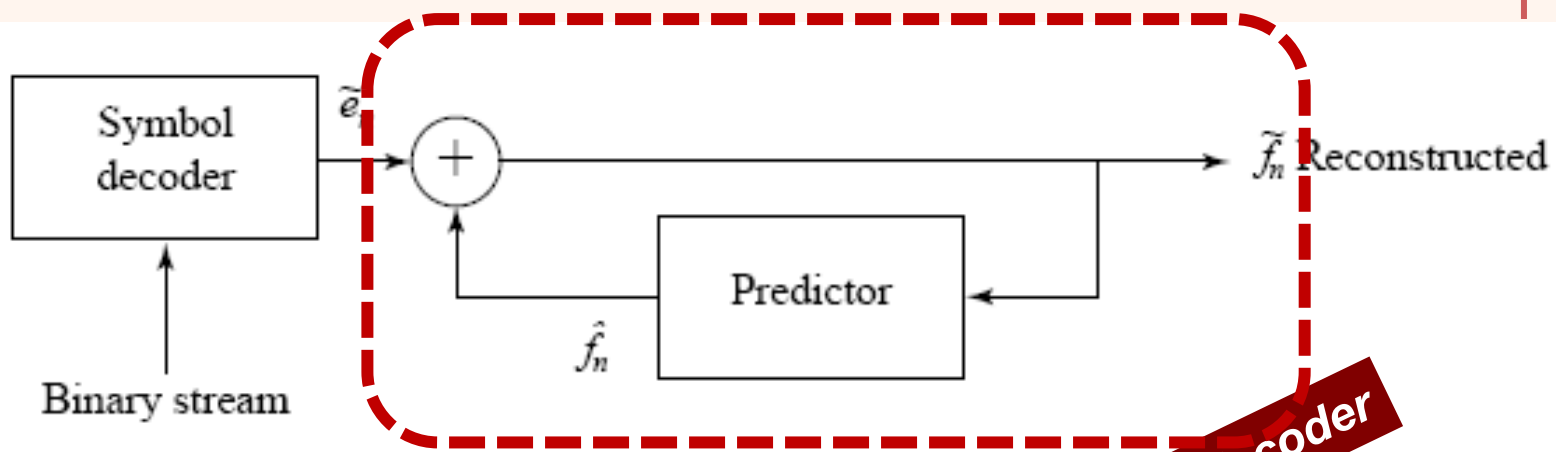 Symbol
decoder
ẽ
+
f̃n Reconstructed
Predictor
f̂n
Binary stream
coder